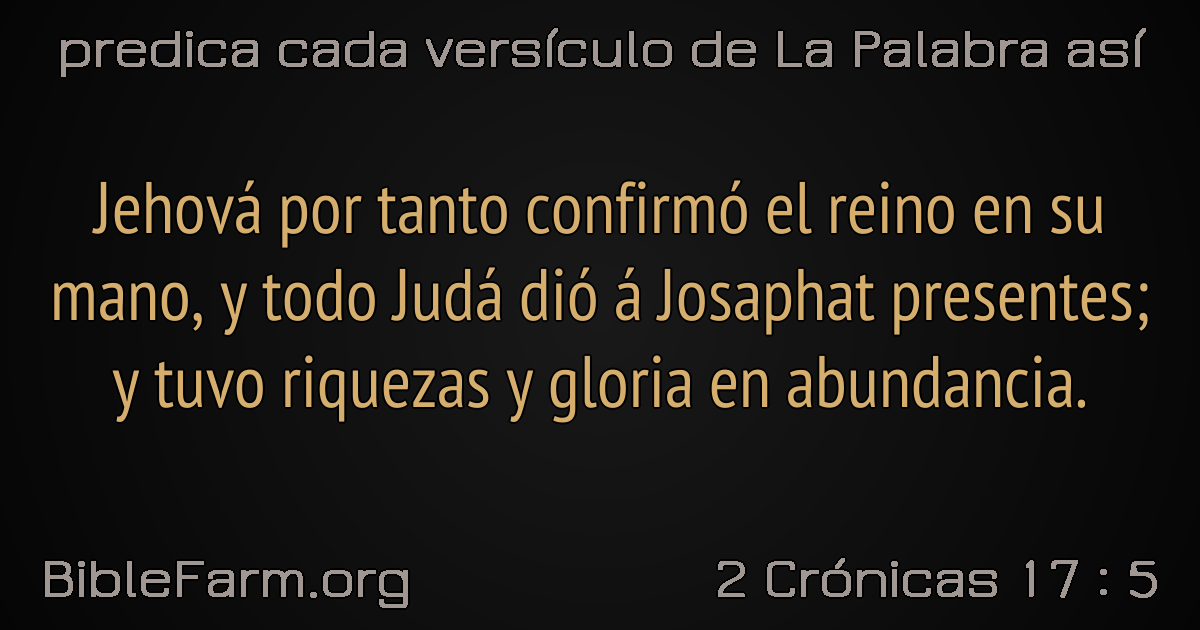 predica cada versículo de La Palabra así
Jehová por tanto confirmó el reino en su
mano, y todo Judá dió á Josaphat presentes;
y tuvo riquezas y gloria en abundancia.
BibleFarm.org
2 Crónicas 17 : 5